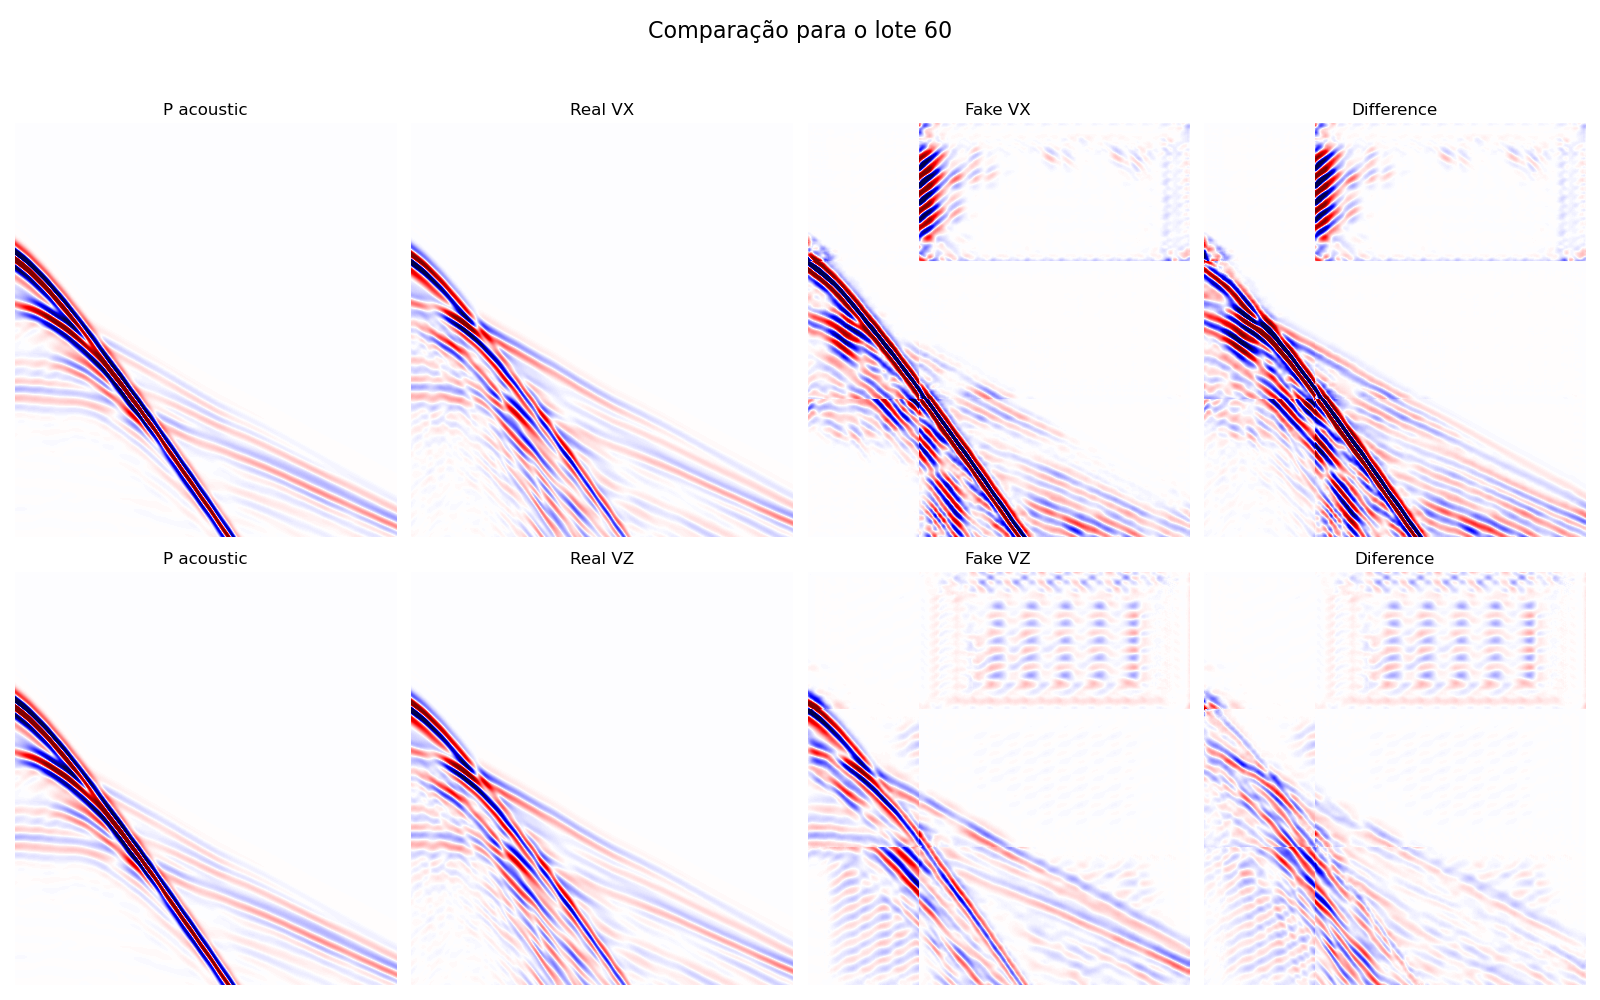 Comparação para o lote 60
P acoustic
Real VX
Fake VX
Difference
P acoustic
Real VZ
Fake VZ
Diference